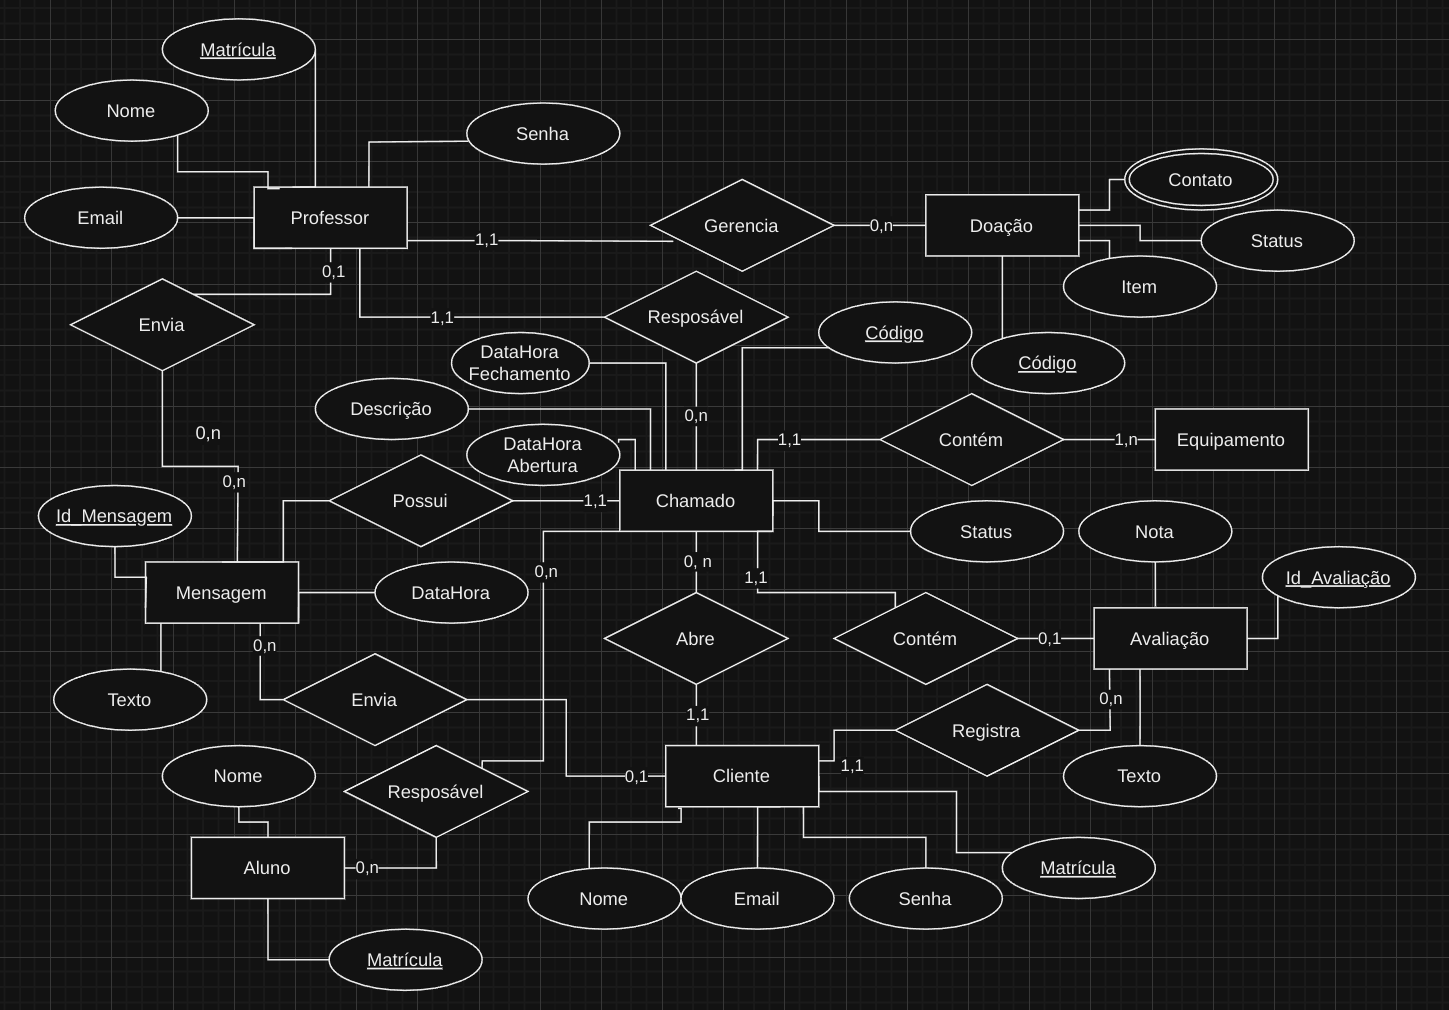 Matrícula
Nome
Senha
Contato
Email
Professor
Gerencia
0,n
Doação
Status
1,1
0,1
Item
Envia
1,1
Resposável
Código
DataHora
Fechamento
Código
Descrição
0,n
0,n
DataHora
Abertura
1,1
Contém
1,n
Equipamento
0,n
Possui
1,1
Chamado
Id_Mensagem
Status
Nota
0,n
0, n
1,1
Id_Avaliação
Mensagem
DataHora
0,n
Abre
Contém
0,1
Avaliação
Texto
Envia
0,n
1,1
Registra
1,1
Nome
Resposável
0,1
Cliente
Texto
Aluno
0,n
Matrícula
Nome
Email
Senha
Matrícula